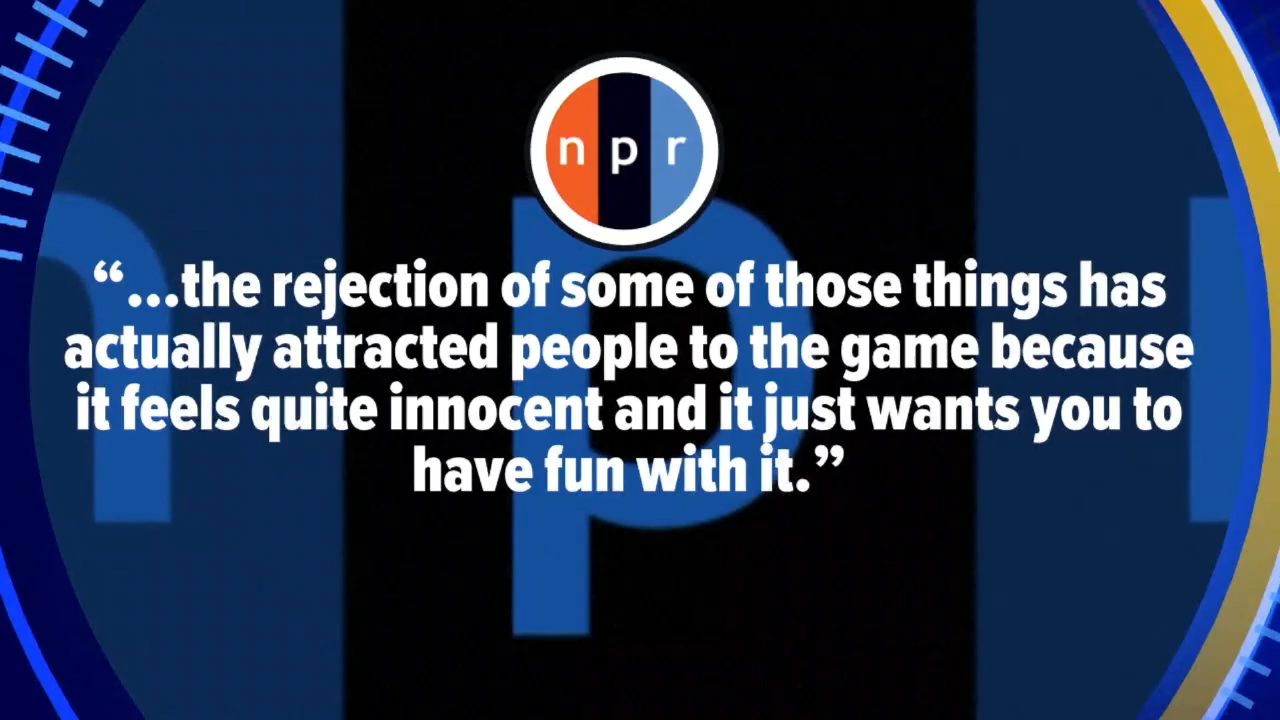 npr
“...the rejection of some of those things has
actually attracted people to the game because
it feels quite innocent and it just wants you to
have fun with it.”